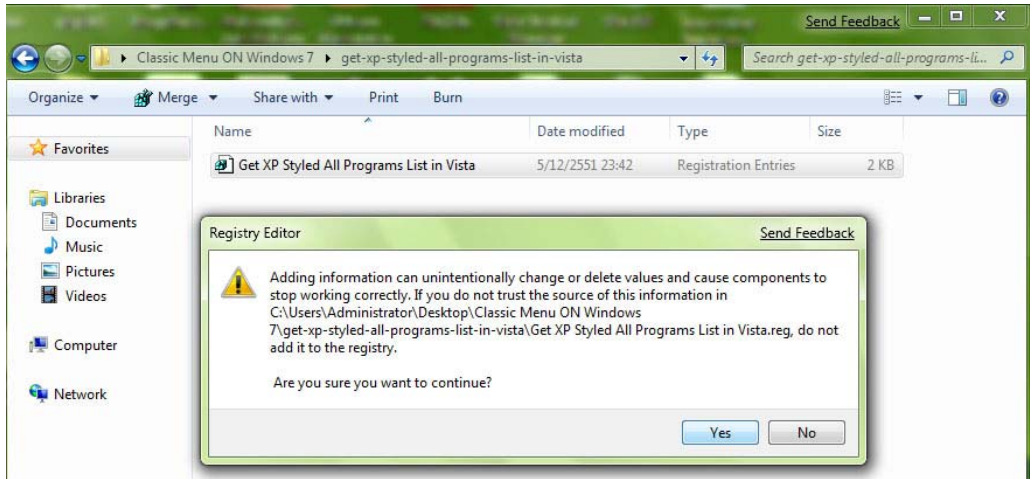 Send Feedback
Classic Menu ON Windows 7 ▸ get-xp-styled-all-programs-list-in-vista
Search get-xp-styled-all-programs-li...
Organize Merge Share with Print Burn
Name Date modified Type Size
Favorites
Get XP Styled All Programs List in Vista 5/12/2551 23:42 Registration Entries 2 KB
Libraries
Documents
Music
Pictures
Videos
Computer
Network
Registry Editor Send Feedback
Adding information can unintentionally change or delete values and cause components to
stop working correctly. If you do not trust the source of this information in
C:\Users\Administrator\Desktop\Classic Menu ON Windows
7\get-xp-styled-all-programs-list-in-vista\Get XP Styled All Programs List in Vista.reg, do not
add it to the registry.
Are you sure you want to continue?
Yes No